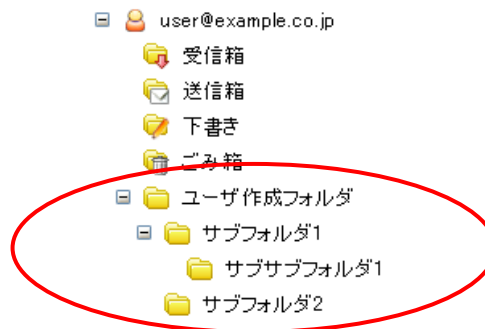 user@example.co.jp
受信箱
送信箱
下書き
ごみ箱
ユーザ作成フォルダ
サブフォルダ1
サブサブフォルダ1
サブフォルダ2